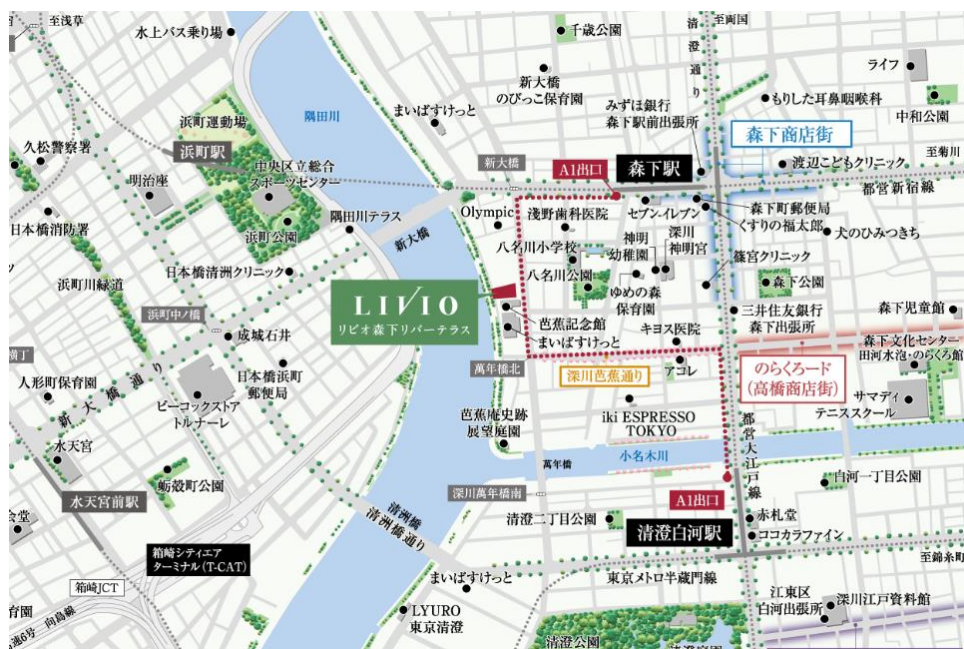 至浅草
水上バス乗り場
千歳公園
至両国
清澄通り
ライフ
新大橋
のびっこ保育園
まいばすけっと
みずほ銀行
森下駅前出張所
もりした耳鼻咽喉科
中和公園
隅田川
浜町運動場
浜町駅
久松警察署
明治座
中央区立総合
スポーツセンター
新大橋
A1出口
森下駅
森下商店街
渡辺こどもクリニック
至菊川
都営新宿線
日本橋消防署
浜町公園
隅田川テラス
新大橋
Olympic
淺野歯科医院
セブンイレブン
森下町郵便局
くすりの福太郎
犬のひみつきち
八名川小学校
神明
幼稚園
深川
神明宮
八名川公園
ゆめの森
保育園
篠宮クリニック
森下公園
日本橋清洲クリニック
浜町川緑道
LIVIO
リビオ森下リバーテラス
芭蕉記念館
まいばすけっと
三井住友銀行
森下出張所
森下児童館
浜町中ノ橋
成城石井
キヨス医院
アコレ
森下文化センター
田河水泡・のらくろ館
横丁
人形町保育園
新大橋通り
日本橋浜町
郵便局
萬年橋北
深川芭蕉通り
のらくろード
(高橋商店街)
サマディ
テニススクール
ピーコックストア
トルナーレ
iki ESPRESSO
TOKYO
芭蕉庵史跡
展望庭園
水天宮
萬年橋
小名木川
都営大江戸線
蛎殻町公園
水天宮前駅
深川萬年橋南
A1出口
白河一丁目公園
清洲橋
清洲橋通り
清澄二丁目公園
清澄白河駅
赤札堂
ココカラファイン
会堂
箱崎シティエア
ターミナル(T-CAT)
至錦糸町
箱崎JCT
まいばすけっと
東京メトロ半蔵門線
LYURO
東京清澄
江東区
白河出張所
深川江戸資料館
育園
速6号 向島線
清澄公園
清澄庭園